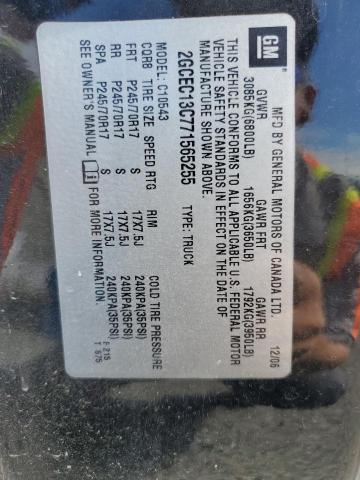 GM
MFD BY GENERAL MOTORS OF CANADA LTD.
12/06
GVWR GAWR FRT GAWR RR
3085KG(6800LB) 1656KG(3650LB) 1792KG(3950LB)
THIS VEHICLE CONFORMS TO ALL APPLICABLE U.S. FEDERAL MOTOR
VEHICLE SAFETY STANDARDS IN EFFECT ON THE DATE OF
MANUFACTURE SHOWN ABOVE.
2GCEC13C771565255 TYPE: TRUCK
C10543
CQR8 TIRE SIZE SPEED RTG RIM COLD TIRE PRESSURE
FRT P245/70R17 S 17X7.5J 240KPA(35PSI)
RR P245/70R17 S 17X7.5J 240KPA(35PSI)
SPA P245/70R17 S 17X7.5J 240KPA(35PSI)
SEE OWNER'S MANUAL FOR MORE INFORMATION.
F 215
T 575